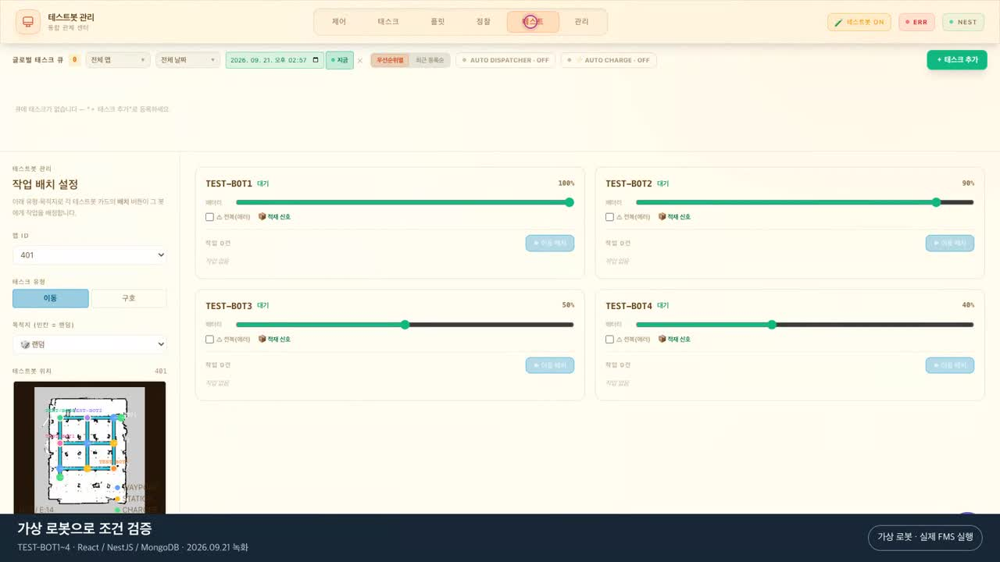 테스트봇 관리
통합 관제 센터
제어
태스크
플릿
정찰
테스트
관리
테스트봇 ON
ERR
NEST
글로벌 태스크 큐 0
전체 맵
전체 날짜
2026. 09. 21. 오후 02:57
지금
×
우선순위별
최근 등록순
AUTO DISPATCHER · OFF
AUTO CHARGE · OFF
+ 태스크 추가
큐에 태스크가 없습니다 — "+ 태스크 추가"로 등록하세요.
테스트봇 관리
작업 배치 설정
아래 유형·목적지로 각 테스트봇 카드의 배치 버튼이 그 봇
에게 작업을 배정합니다.
맵 ID
401
태스크 유형
이동
구호
목적지 (빈칸 = 랜덤)
랜덤
테스트봇 위치
401
TEST-BOT2
STATION
CHARGER
TEST-BOT1 대기 100%
배터리
전복(에러)
적재 신호
작업 0건
이동 배치
작업 없음
TEST-BOT2 대기 90%
배터리
전복(에러)
적재 신호
작업 0건
이동 배치
작업 없음
TEST-BOT3 대기 50%
배터리
전복(에러)
적재 신호
작업 0건
이동 배치
작업 없음
TEST-BOT4 대기 40%
배터리
전복(에러)
적재 신호
작업 0건
이동 배치
작업 없음
가상 로봇으로 조건 검증
TEST-BOT1~4 · React / NestJS / MongoDB · 2026.09.21 녹화
가상 로봇 · 실제 FMS 실행